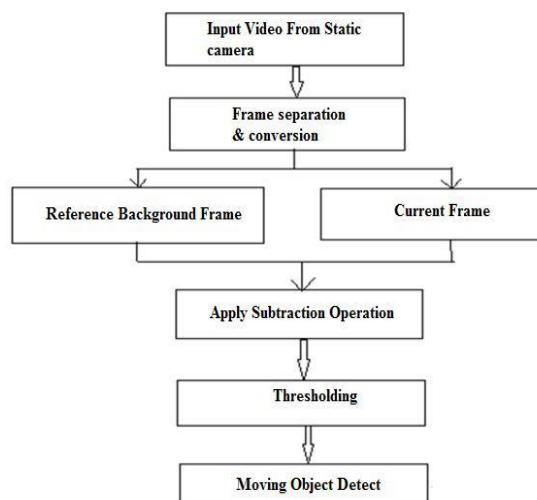 Input Video From Static
camera
Frame separation
& conversion
Reference Background Frame
Current Frame
Apply Subtraction Operation
Thresholding
Moving Object Detect